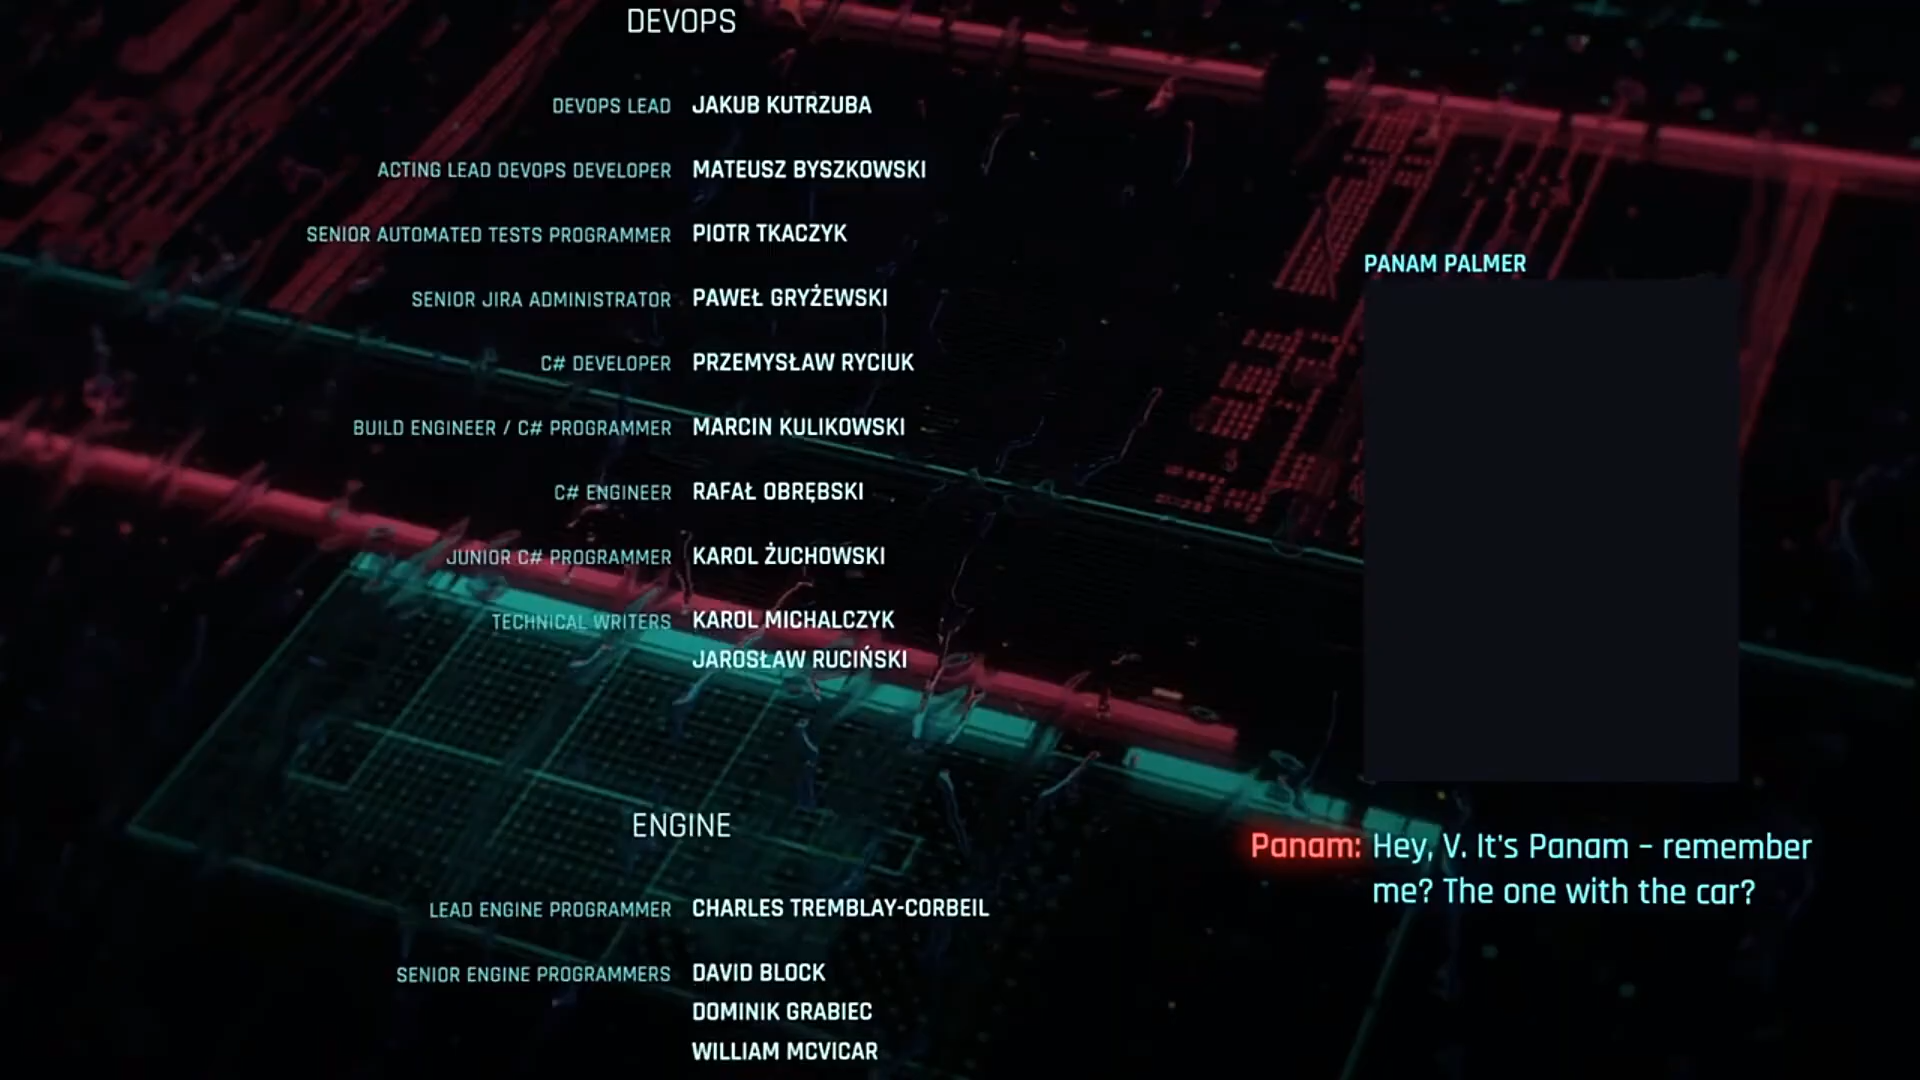 DEVOPS
DEVOPS LEAD JAKUB KUTRZUBA
ACTING LEAD DEVOPS DEVELOPER MATEUSZ BYSZKOWSKI
SENIOR AUTOMATED TESTS PROGRAMMER PIOTR TKACZYK
SENIOR JIRA ADMINISTRATOR PAWEŁ GRYŻEWSKI
C# DEVELOPER PRZEMYSŁAW RYCIUK
BUILD ENGINEER / C# PROGRAMMER MARCIN KULIKOWSKI
C# ENGINEER RAFAŁ OBRĘBSKI
JUNIOR C# PROGRAMMER KAROL ŻUCHOWSKI
TECHNICAL WRITERS KAROL MICHALCZYK
JAROSŁAW RUCIŃSKI
ENGINE
LEAD ENGINE PROGRAMMER CHARLES TREMBLAY-CORBEIL
SENIOR ENGINE PROGRAMMERS DAVID BLOCK
DOMINIK GRABIEC
WILLIAM MCVICAR
PANAM PALMER
Panam: Hey, V. It's Panam – remember
me? The one with the car?